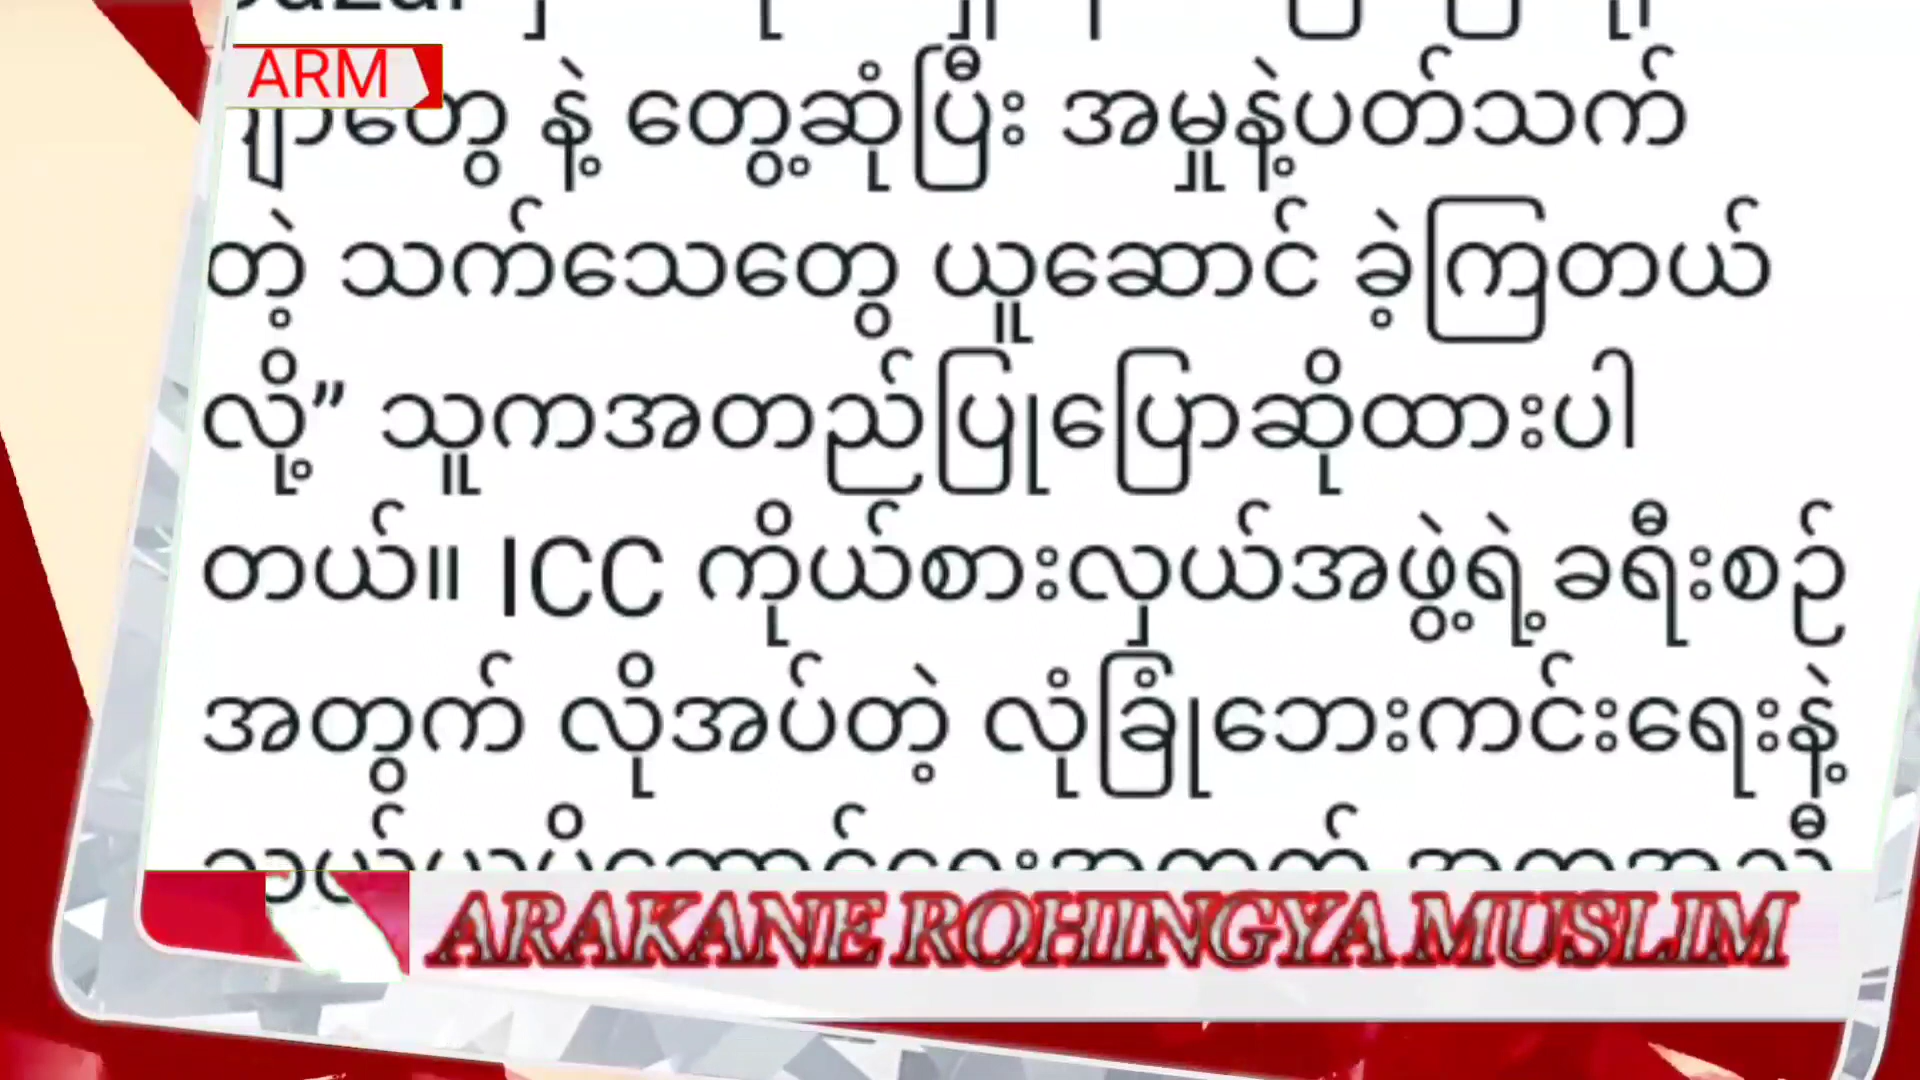 ARM
တွေ နဲ့ တွေ့ဆုံပြီး အမှုနဲ့ပတ်သက်
တဲ့ သက်သေတွေ ယူဆောင် ခဲ့ကြတယ်
လို့” သူကအတည်ပြုပြောဆိုထားပါ
တယ်။ ICC ကိုယ်စားလှယ်အဖွဲ့ရဲ့ခရီးစဉ်
အတွက် လိုအပ်တဲ့ လုံခြုံဘေးကင်းရေးနဲ့
ARAKANE ROHINGYA MUSLIM